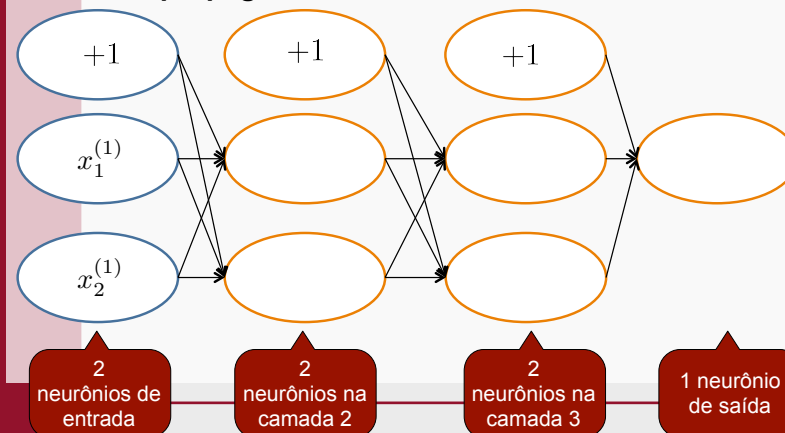 +1
+1
+1
x_1^{(1)}
x_2^{(1)}
2
neurônios de
entrada
2
neurônios na
camada 2
2
neurônios na
camada 3
1 neurônio
de saída